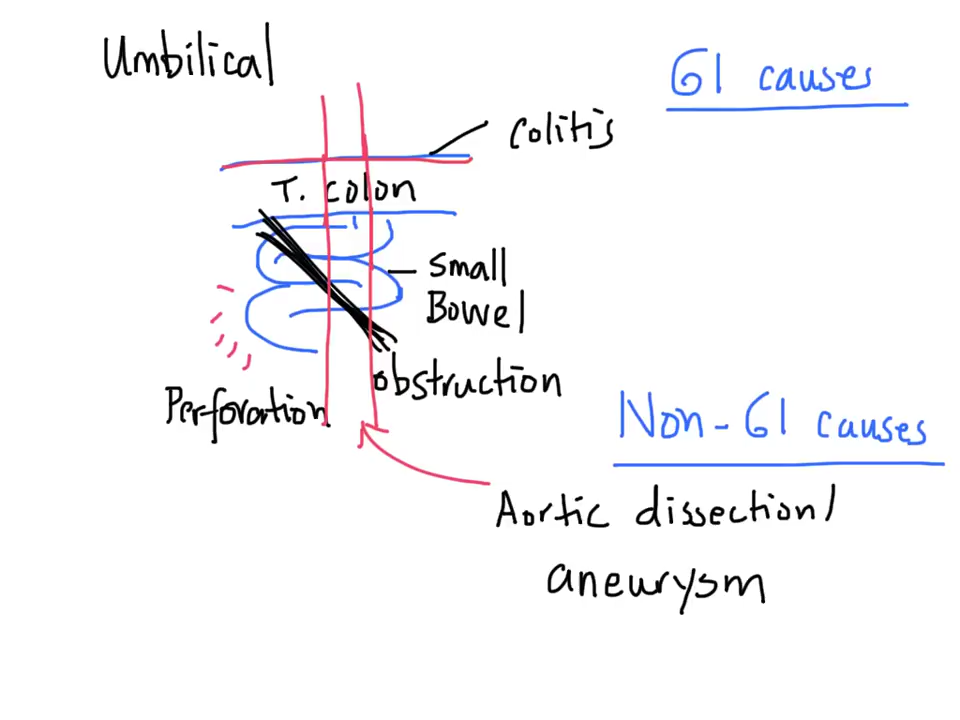 Umbilical
GI causes
colitis
T. colon
Small
Bowel
obstruction
Perforation
Non-GI causes
Aortic dissection/
aneurysm